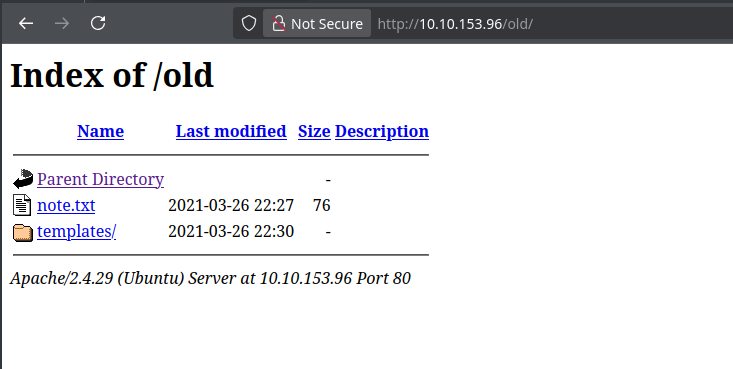 Not Secure http://10.10.153.96/old/
Index of /old
Name Last modified Size Description
Parent Directory -
note.txt 2021-03-26 22:27 76
templates/ 2021-03-26 22:30 -
Apache/2.4.29 (Ubuntu) Server at 10.10.153.96 Port 80